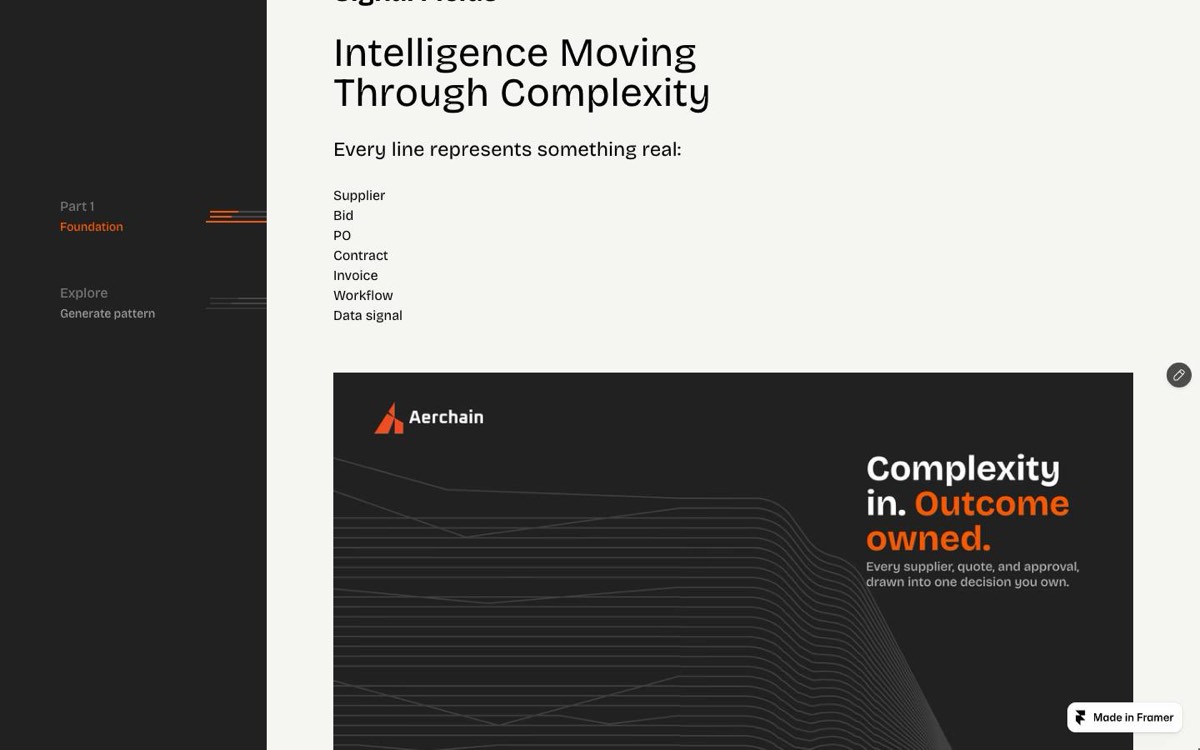 Signal Fields
Intelligence Moving
Through Complexity
Every line represents something real:
Part 1
Foundation
Explore
Generate pattern
Supplier
Bid
PO
Contract
Invoice
Workflow
Data signal
Aerchain
Complexity
in. Outcome
owned.
Every supplier, quote, and approval,
drawn into one decision you own.
Made in Framer